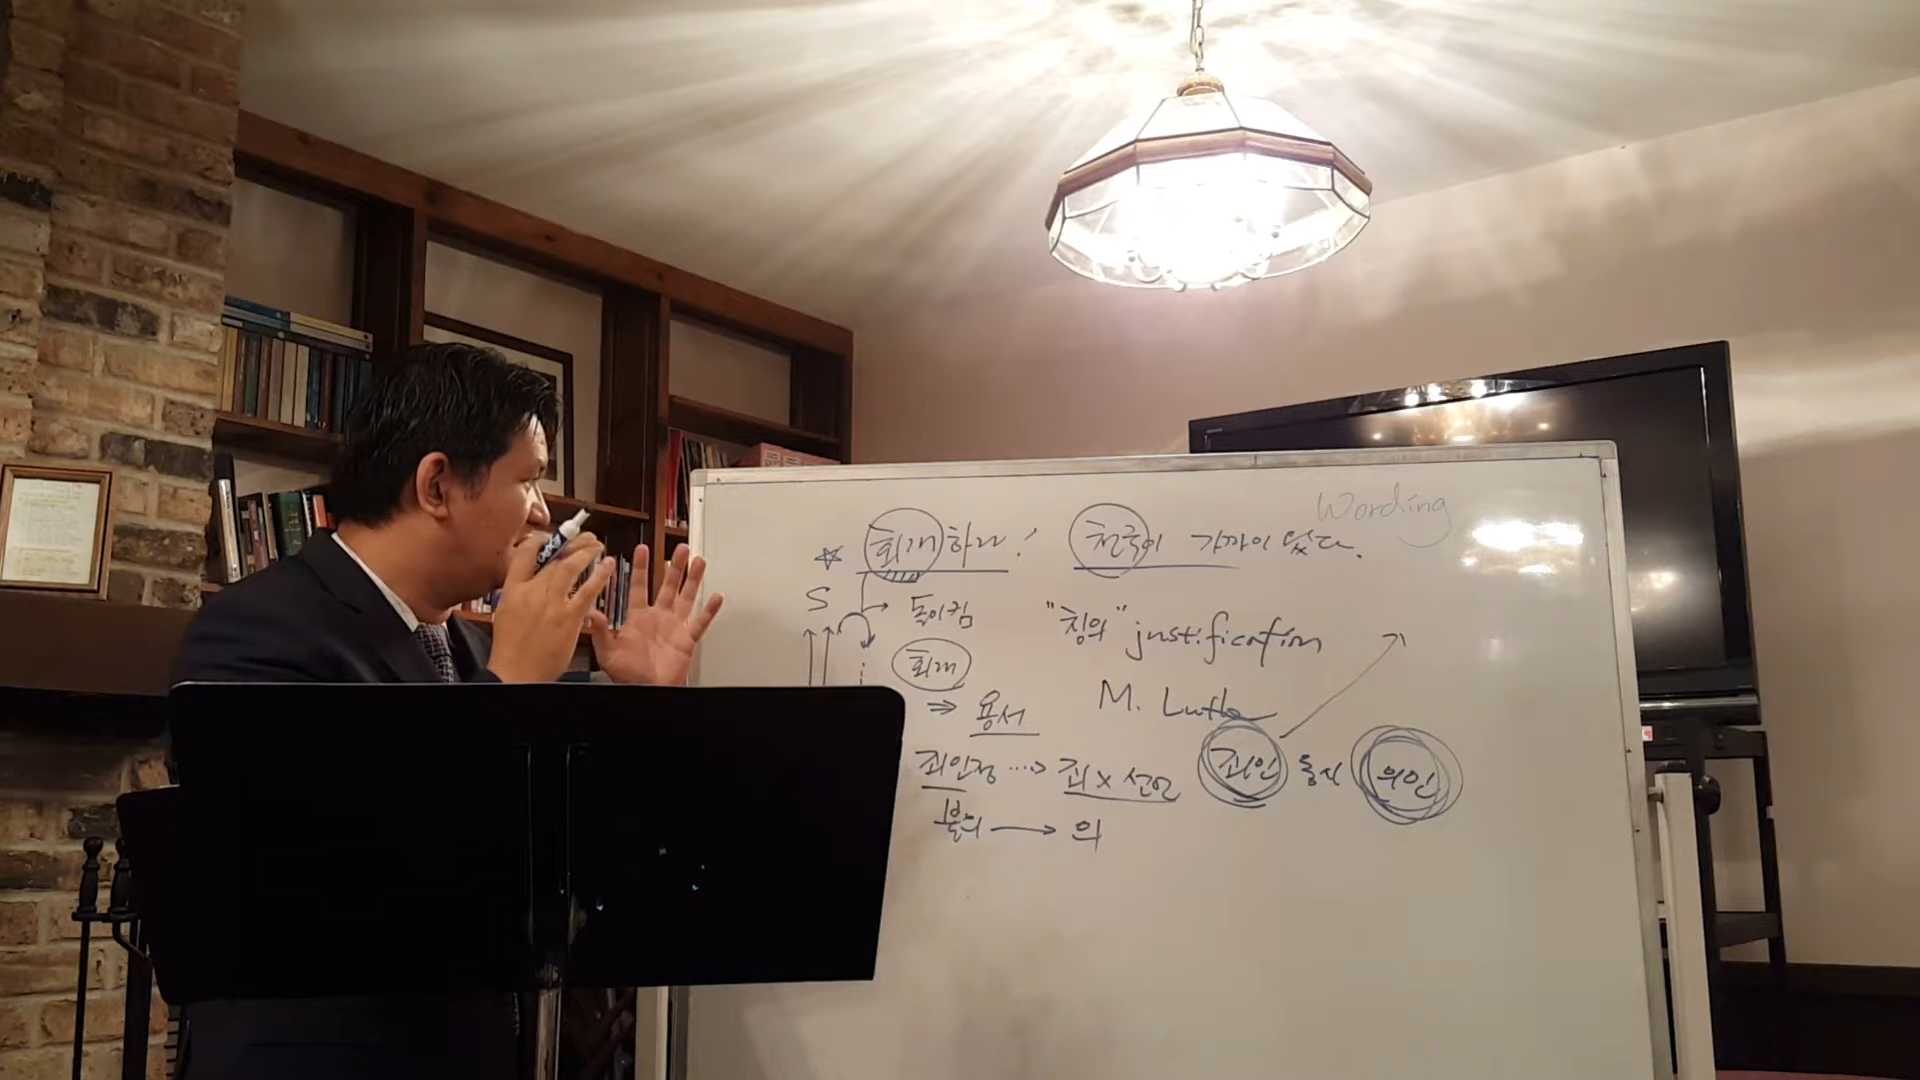 Wording
☆ 회개하라! 천국이 가까이 왔다.
S
→ 돌이킴
"칭의" justification
회개
⇒ 용서
M. Luther
죄인정 ···> 죄 x 선언
죄인 동시 의인
불의 → 의